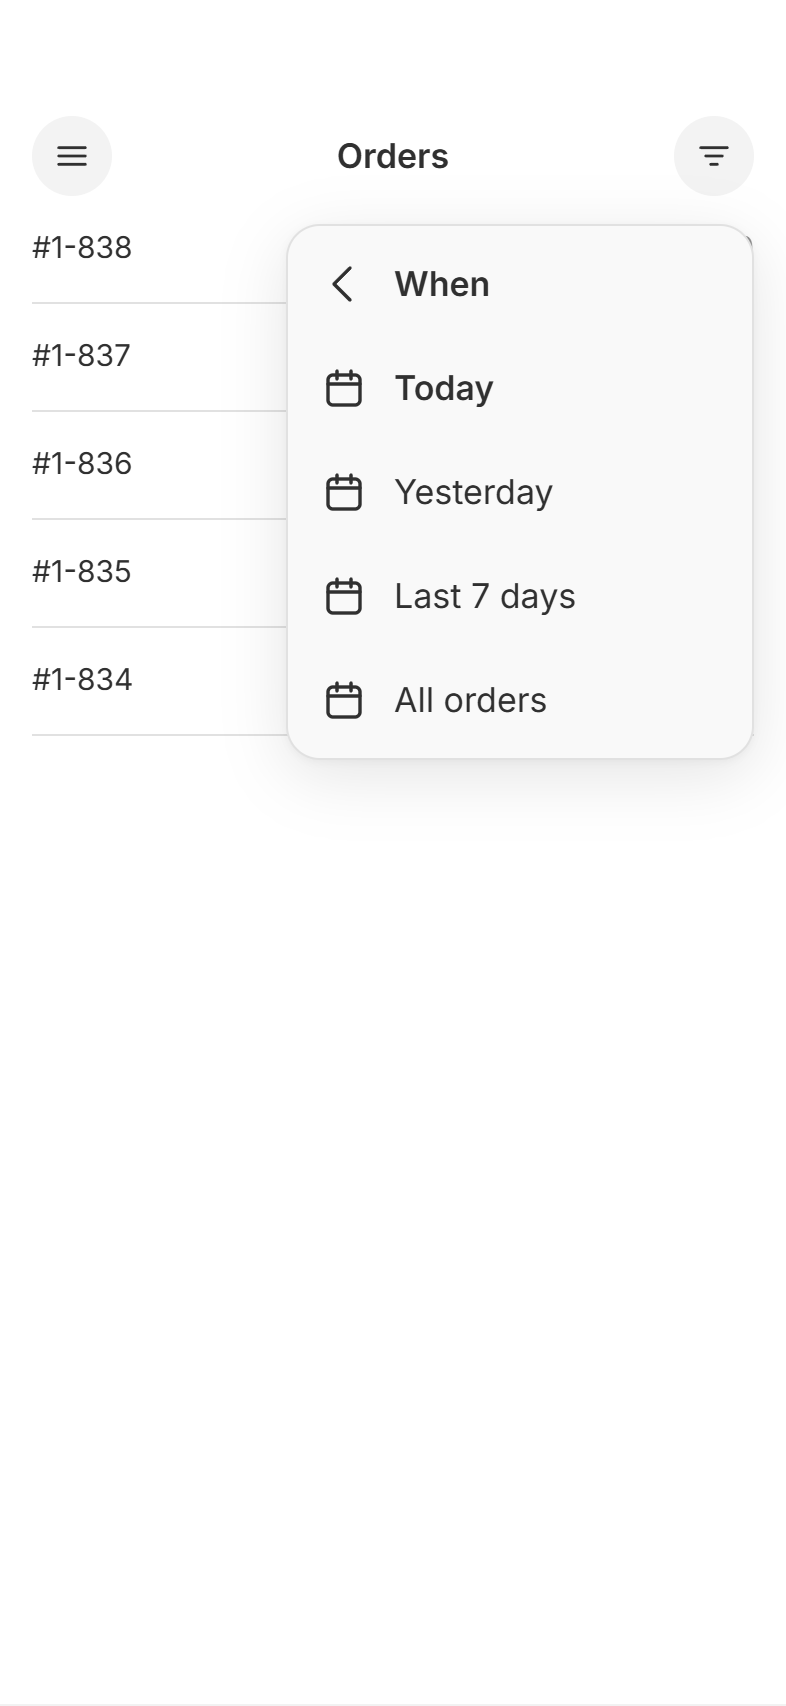 Orders
#1-838
#1-837
#1-836
#1-835
#1-834
When
Today
Yesterday
Last 7 days
All orders